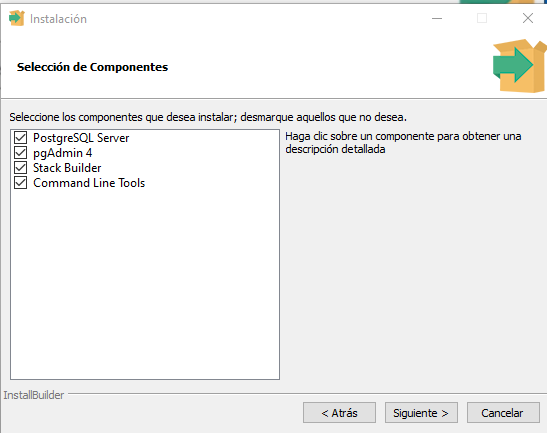 Instalación
Selección de Componentes
Seleccione los componentes que desea instalar; desmarque aquellos que no desea.
PostgreSQL Server
pgAdmin 4
Stack Builder
Command Line Tools
Haga clic sobre un componente para obtener una
descripción detallada
InstallBuilder
< Atrás
Siguiente >
Cancelar